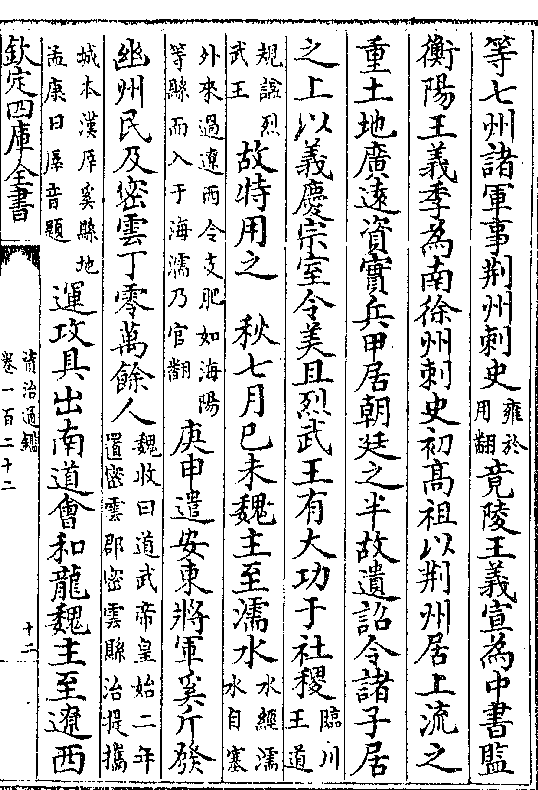 等七州諸軍事荆州刺史雍於用翻竟陵王義宣為中書監
衡陽王義季為南徐州刺史初髙祖以荆州居上流之
重土地廣逺資實兵甲居朝廷之半故遺詔令諸子居
之上以義慶宗室令美且烈武王有大功于社稷臨川王道
規諡烈武王故特用之 秋七月己未魏主至濡水水經濡水自塞
外來過遼西令支肥如海陽等縣而入于海濡乃官翻庚申遣安東將軍奚斤發
幽州民及密雲丁零萬餘人魏收曰道武帝皇始二年置密雲郡密雲縣治提攜
城本漢厗奚縣地孟康曰厗音題運攻具出南道會和龍魏主至遼西
欽定四庫全書
資治通鑑
卷一百二十二
十二